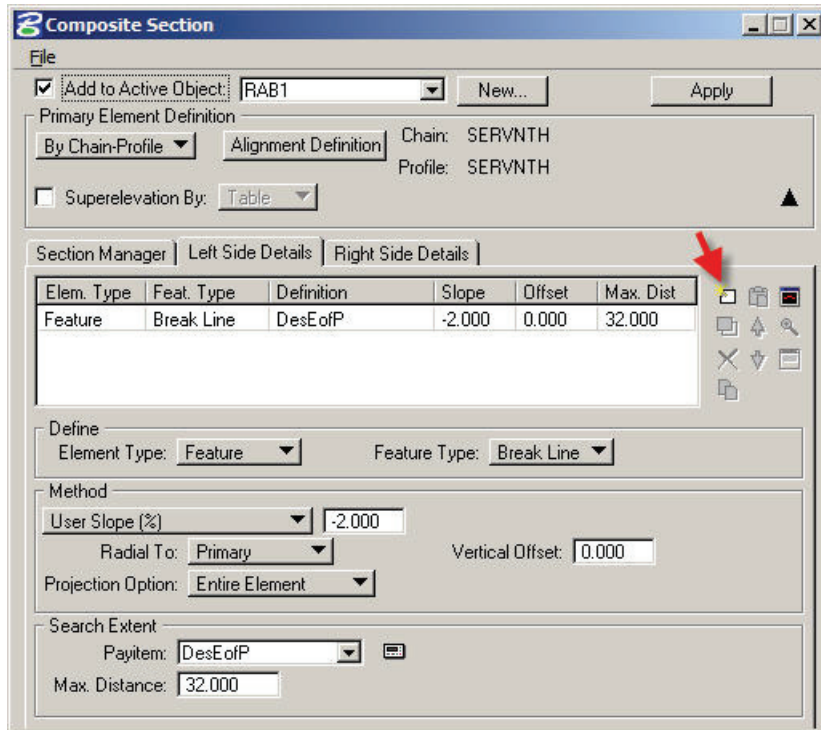 Composite Section
File
Add to Active Object: RAB1 New... Apply
Primary Element Definition
By Chain-Profile Alignment Definition Chain: SERVNTH
Profile: SERVNTH
Superelevation By: Table
Section Manager Left Side Details Right Side Details
Elem. Type Feat. Type Definition Slope Offset Max. Dist
Feature Break Line DesEofP -2.000 0.000 32.000
Define
Element Type: Feature Feature Type: Break Line
Method
User Slope (%) -2.000
Radial To: Primary Vertical Offset: 0.000
Projection Option: Entire Element
Search Extent
Payitem: DesEofP
Max. Distance: 32.000